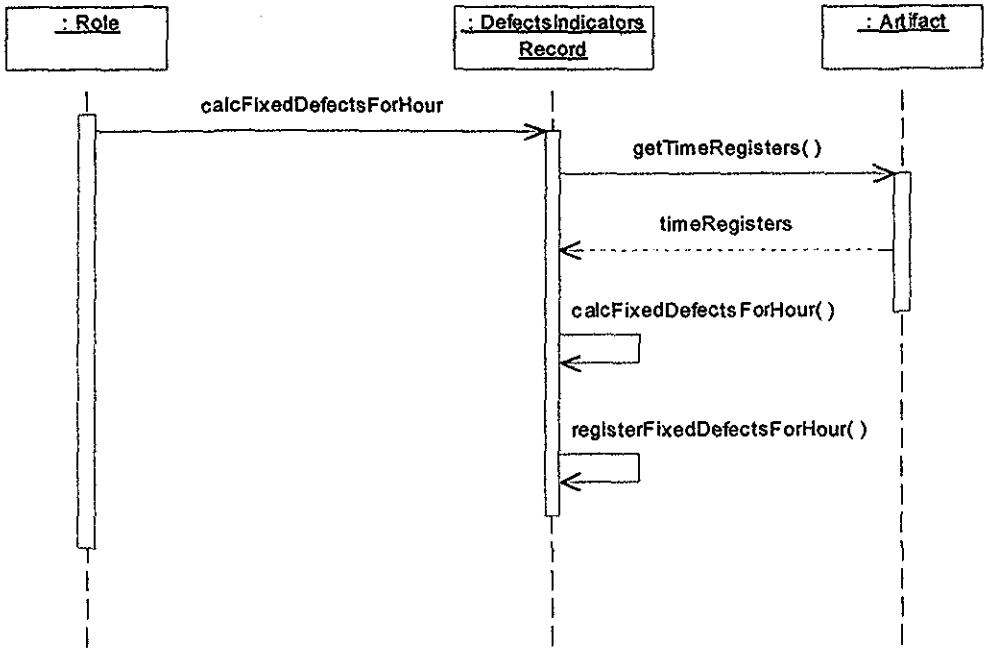 : Role
: DefectsIndicators
Record
: Artifact
calcFixedDefectsForHour
getTimeRegisters( )
timeRegisters
calcFixedDefectsForHour( )
registerFixedDefectsForHour( )